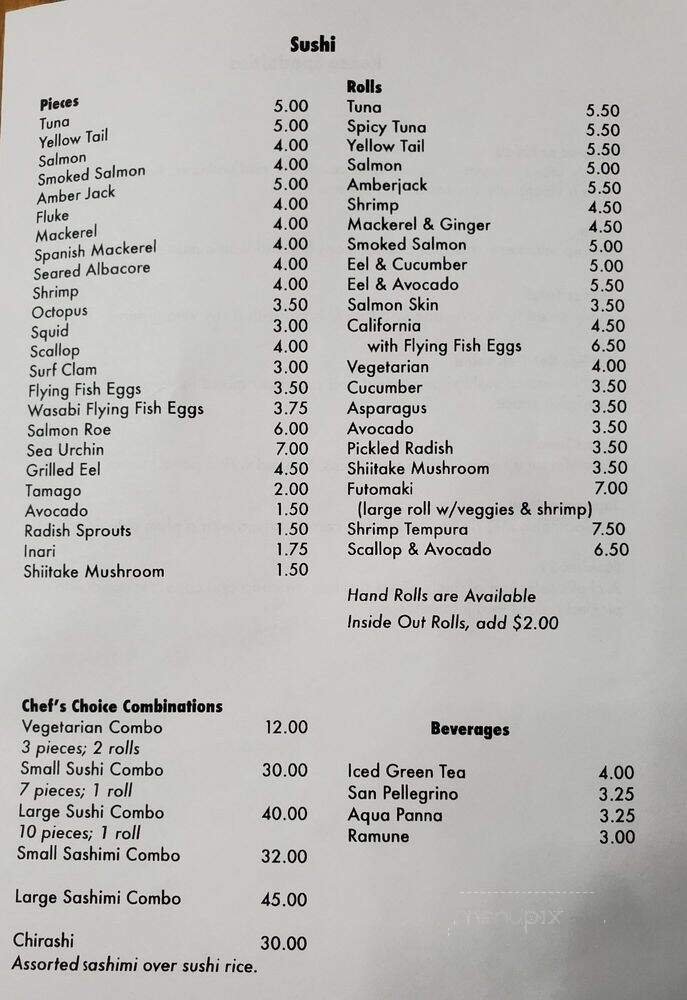 Sushi
Pieces
Tuna 5.00
Yellow Tail 5.00
Salmon 4.00
Smoked Salmon 4.00
Amber Jack 5.00
Fluke 4.00
Mackerel 4.00
Spanish Mackerel 4.00
Seared Albacore 4.00
Shrimp 4.00
Octopus 3.50
Squid 3.00
Scallop 4.00
Surf Clam 3.00
Flying Fish Eggs 3.50
Wasabi Flying Fish Eggs 3.75
Salmon Roe 6.00
Sea Urchin 7.00
Grilled Eel 4.50
Tamago 2.00
Avocado 1.50
Radish Sprouts 1.50
Inari 1.75
Shiitake Mushroom 1.50
Rolls
Tuna 5.50
Spicy Tuna 5.50
Yellow Tail 5.50
Salmon 5.00
Amberjack 5.50
Shrimp 4.50
Mackerel & Ginger 4.50
Smoked Salmon 5.00
Eel & Cucumber 5.00
Eel & Avocado 5.50
Salmon Skin 3.50
California 4.50
with Flying Fish Eggs 6.50
Vegetarian 4.00
Cucumber 3.50
Asparagus 3.50
Avocado 3.50
Pickled Radish 3.50
Shiitake Mushroom 3.50
Futomaki 7.00
(large roll w/veggies & shrimp)
Shrimp Tempura 7.50
Scallop & Avocado 6.50
Hand Rolls are Available
Inside Out Rolls, add $2.00
Chef's Choice Combinations
Vegetarian Combo 12.00
3 pieces; 2 rolls
Small Sushi Combo 30.00
7 pieces; 1 roll
Large Sushi Combo 40.00
10 pieces; 1 roll
Small Sashimi Combo 32.00
Large Sashimi Combo 45.00
Chirashi 30.00
Assorted sashimi over sushi rice.
Beverages
Iced Green Tea 4.00
San Pellegrino 3.25
Aqua Panna 3.25
Ramune 3.00